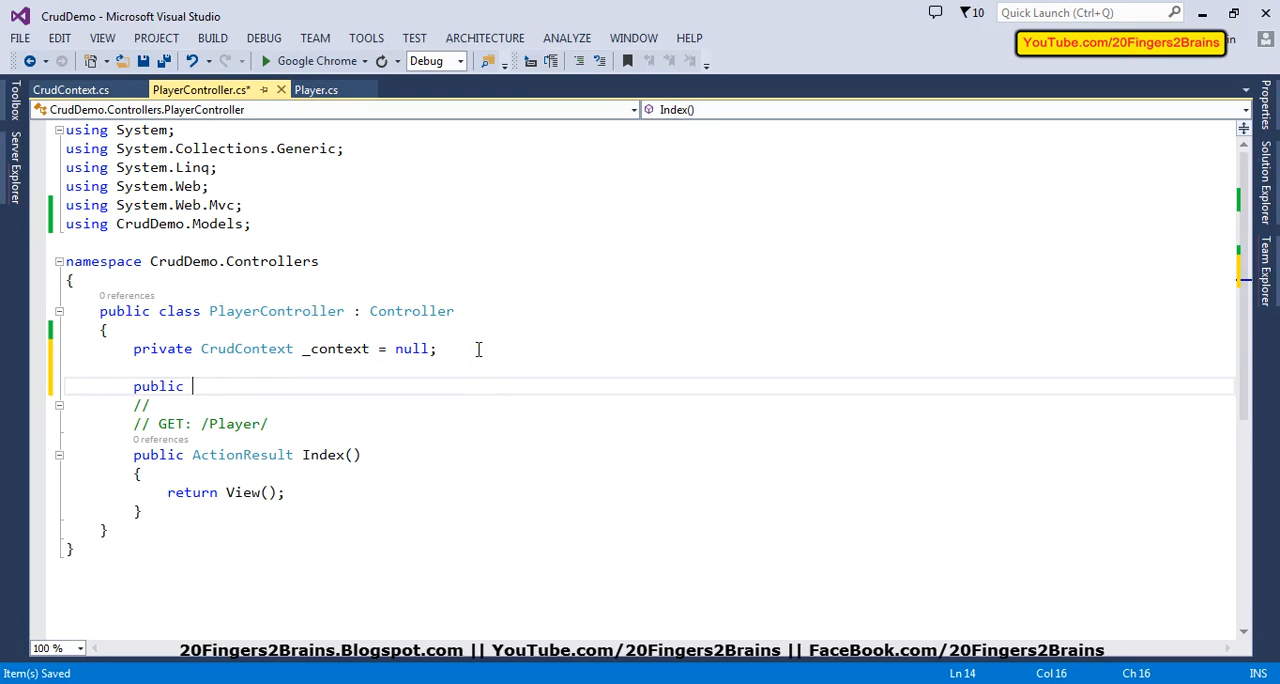 CrudDemo - Microsoft Visual Studio
10
Quick Launch (Ctrl+Q)
FILE EDIT VIEW PROJECT BUILD DEBUG TEAM TOOLS TEST ARCHITECTURE ANALYZE WINDOW HELP
YouTube.com/20Fingers2Brains
in
Google Chrome
Debug
CrudContext.cs
PlayerController.cs*
Player.cs
CrudDemo.Controllers.PlayerController
Index()
Toolbox
Server Explorer
Properties
Solution Explorer
Team Explorer
using System;
using System.Collections.Generic;
using System.Linq;
using System.Web;
using System.Web.Mvc;
using CrudDemo.Models;
namespace CrudDemo.Controllers
{
0 references
public class PlayerController : Controller
{
private CrudContext _context = null;
public
//
// GET: /Player/
0 references
public ActionResult Index()
{
return View();
}
}
}
100 %
20Fingers2Brains.Blogspot.com || YouTube.com/20Fingers2Brains || FaceBook.com/20Fingers2Brains
Item(s) Saved
Ln 14
Col 16
Ch 16
INS